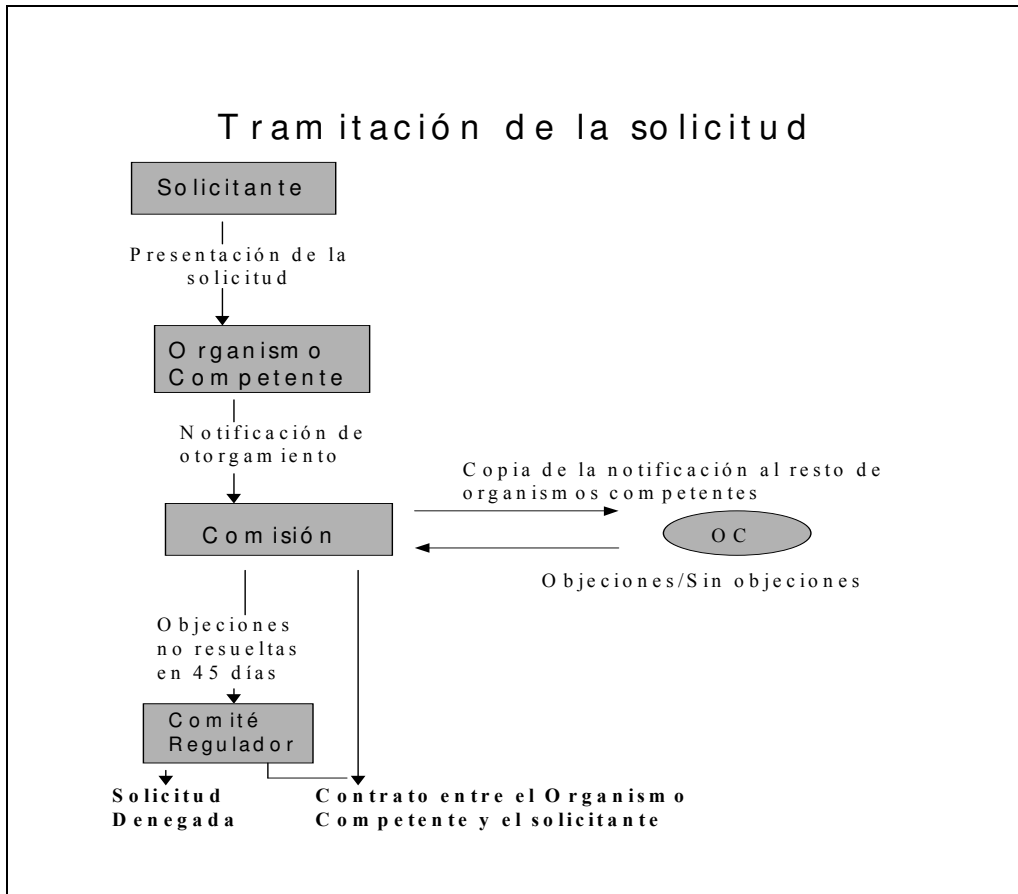 Tramitación de la solicitud
Solicitante
Presentación de la
solicitud
Organismo
Competente
Notificación de
otorgamiento
Copia de la notificación al resto de
organismos competentes
Comisión
OC
Objeciones/Sin objeciones
Objeciones
no resueltas
en 45 días
Comité
Regulador
Solicitud
Denegada
Contrato entre el Organismo
Competente y el solicitante